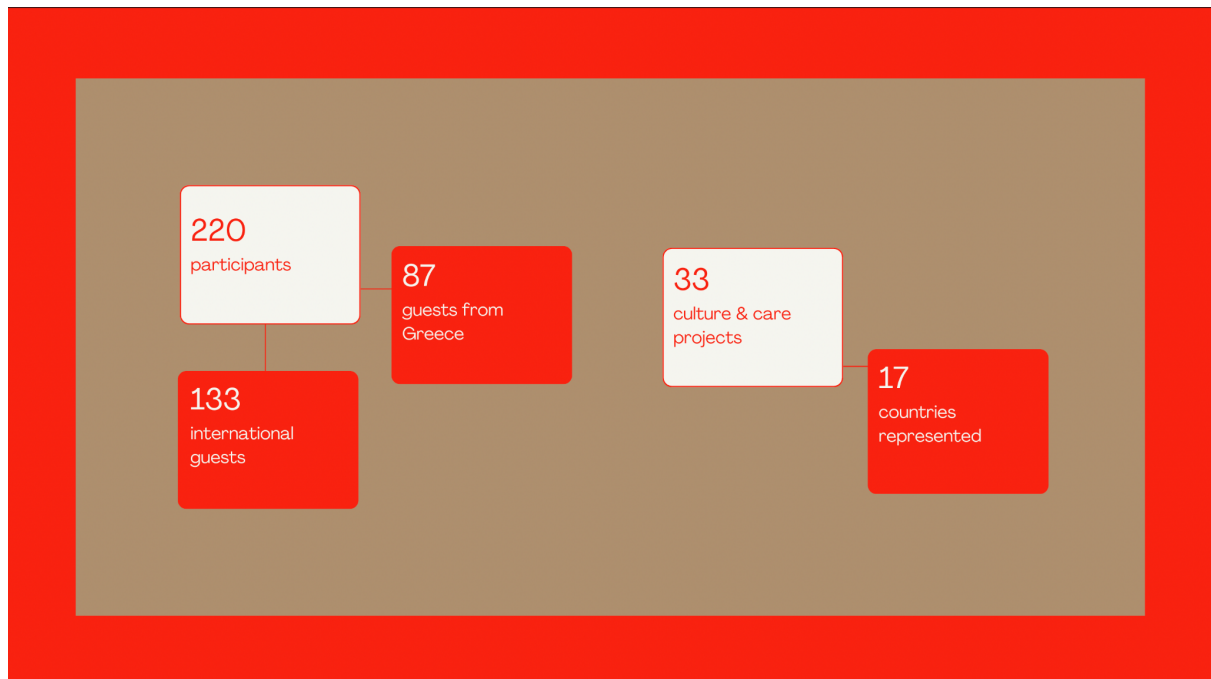 220
participants
87
guests from
Greece
133
international
guests
33
culture & care
projects
17
countries
represented